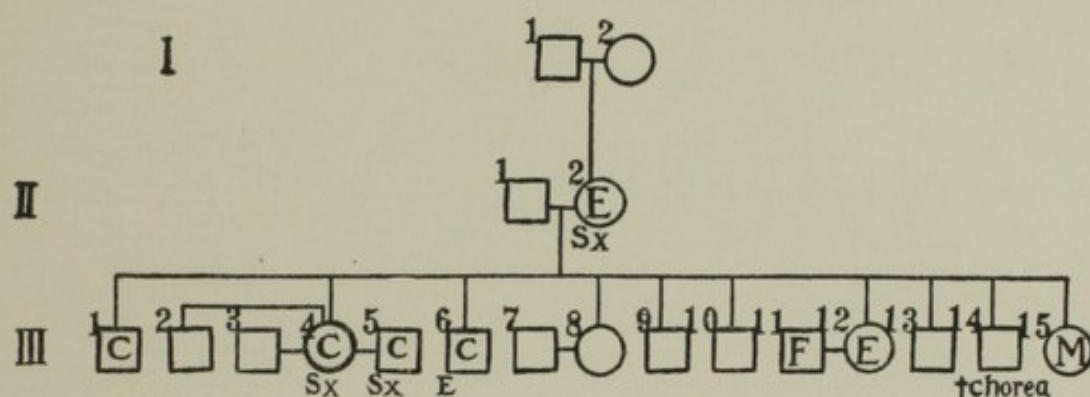 I 1 2
II 1 2 E
Sx
III 1 C 2 3 4 C 5 C 6 C 7 8 9 10 11 F 12 E 13 14 15 M
Sx Sx E †chorea